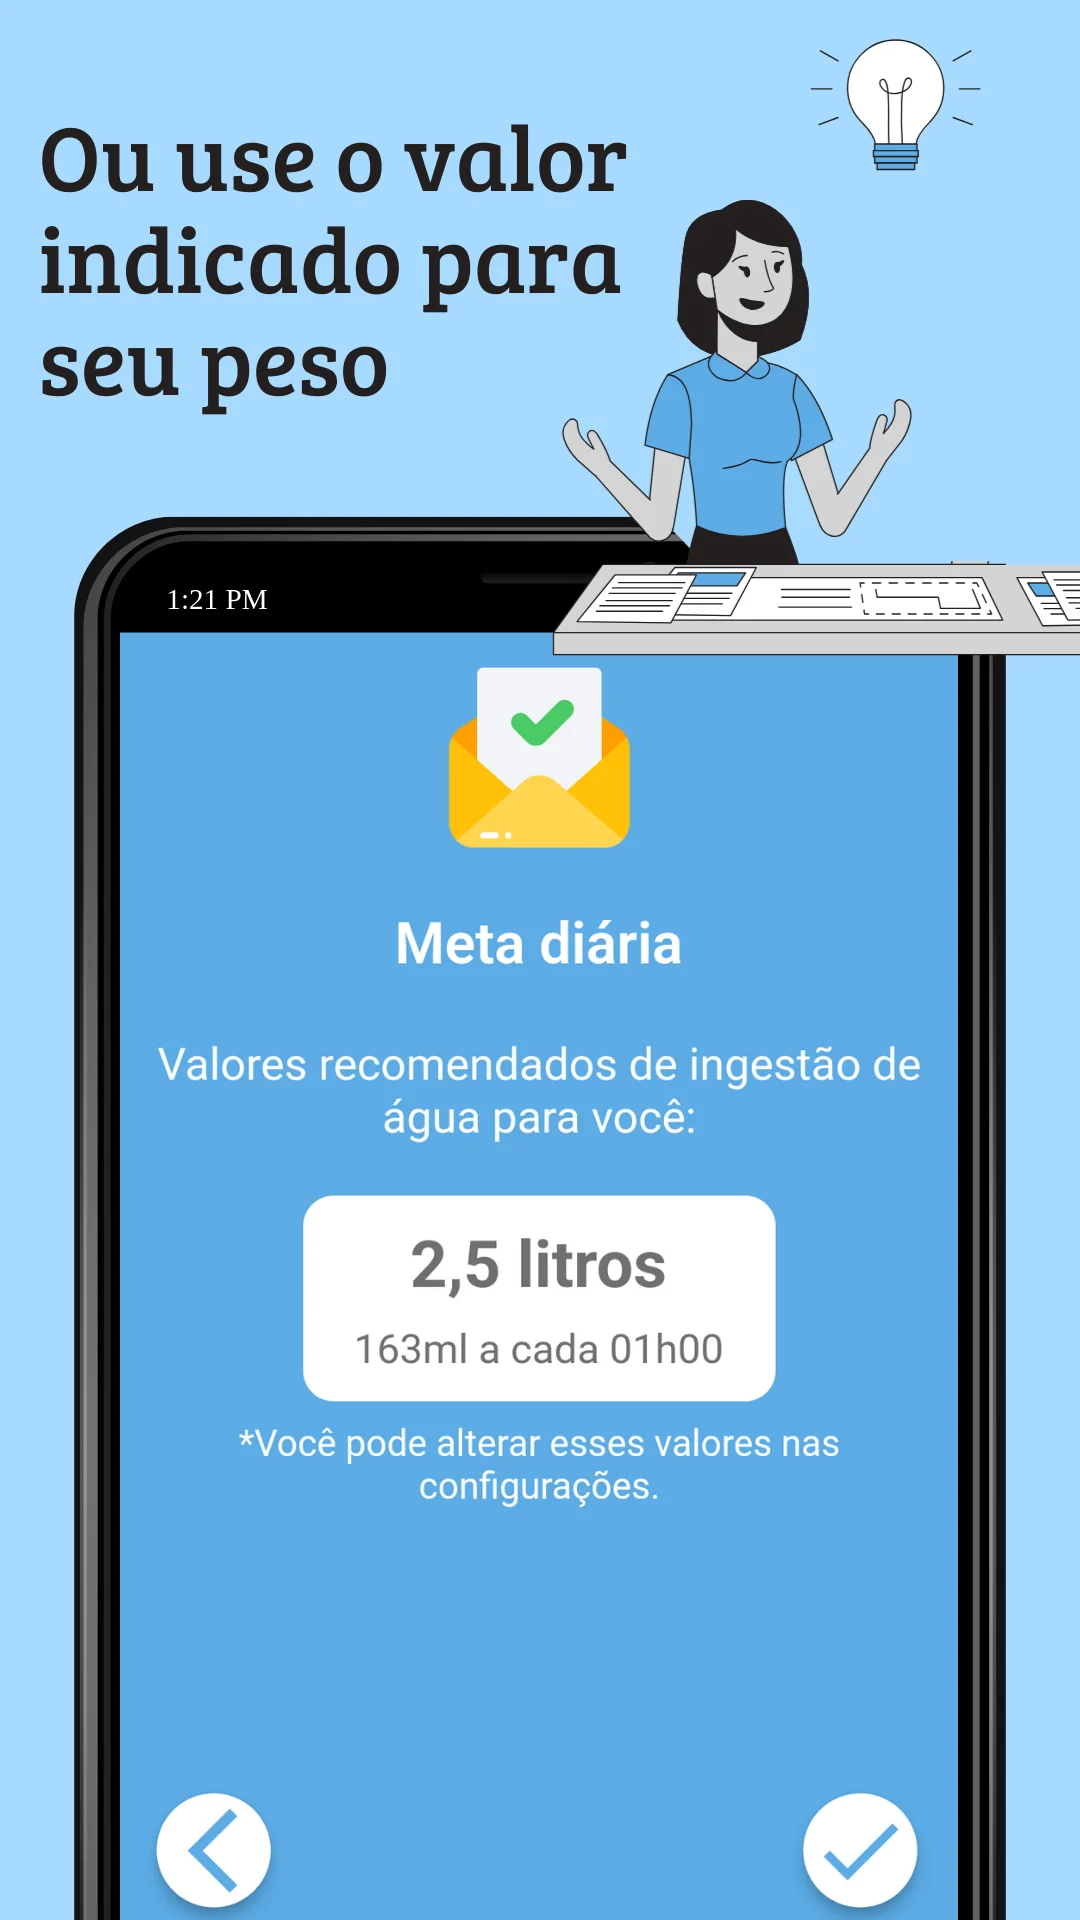 Ou use o valor
indicado para
seu peso
1:21 PM
Meta diária
Valores recomendados de ingestão de
água para você:
2,5 litros
163ml a cada 01h00
*Você pode alterar esses valores nas
configurações.